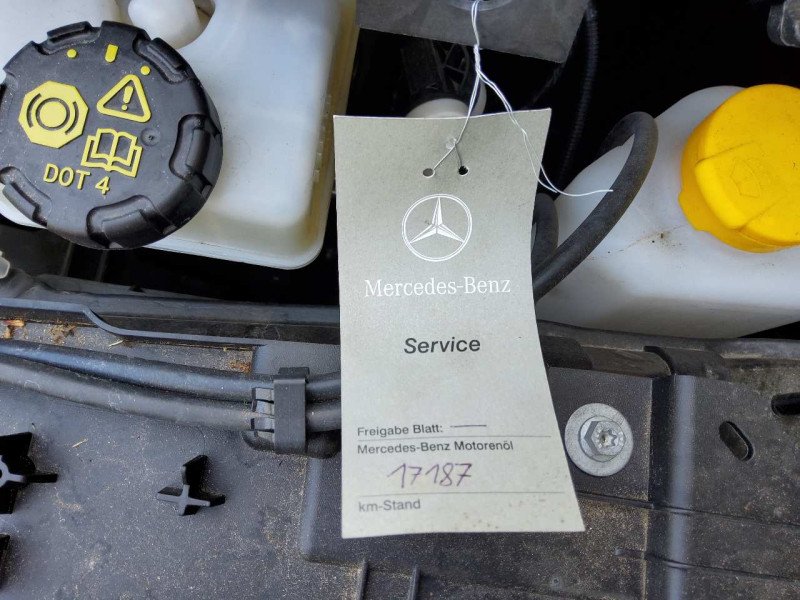 DOT 4
Mercedes-Benz
Service
Freigabe Blatt: —
Mercedes-Benz Motorenöl
17187
km-Stand